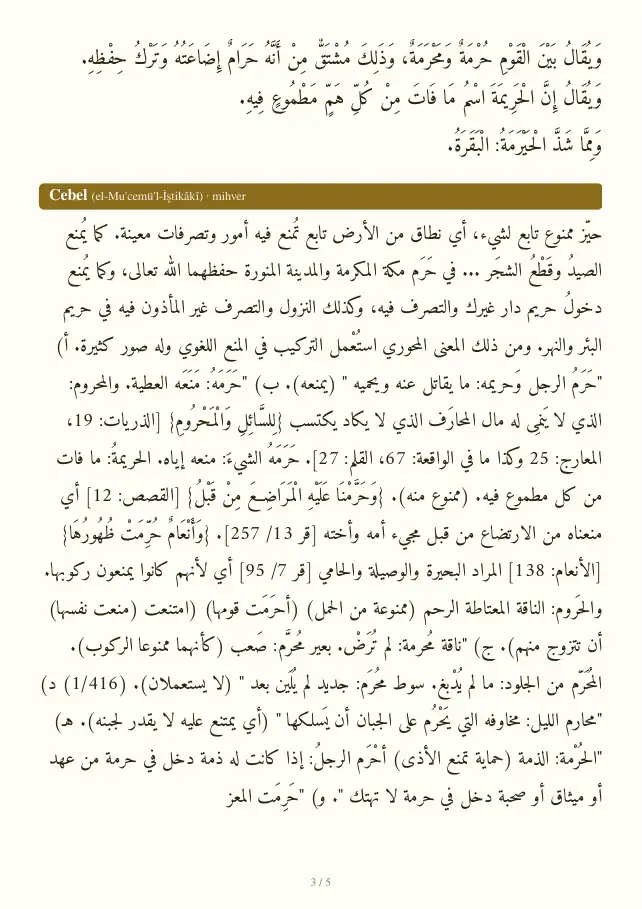 وَيُقَالُ بَيْنَ الْقَوْمِ حُرْمَةٌ وَمَحْرَمَةٌ، وَذَلِكَ مُشْتَقٌّ مِنْ أَنَّهُ حَرَامٌ إِضَاعَتُهُ وَتَرْكُ حِفْظِهِ.
وَيُقَالُ إِنَّ الْحَرِيمَةَ اسْمُ مَا فَاتَ مِنْ كُلِّ هَمٍّ مَطْمُوعٍ فِيهِ.
وَمِمَّا شَذَّ الْحَيْرَمَةُ: الْبَقَرَةُ.
Cebel (el-Mu'cemü'l-İştikâkî) · mihver
حيّز ممنوع تابع لشيء، أي نطاق من الأرض تابع تُمنع فيه أمور وتصرفات معينة. كما يُمنع
الصيدُ وقَطْعُ الشجَر ... في حَرَم مكة المكرمة والمدينة المنورة حفظهما الله تعالى، وكما يُمنع
دخولُ حريم دار غيرك والتصرف فيه، وكذلك النزول والتصرف غير المأذون فيه في حريم
البئر والنهر. ومن ذلك المعنى المحوري استُعْمل التركيب في المنع اللغوي وله صور كثيرة. أ)
"حَرَمُ الرجل وَحريمه: ما يقاتل عنه ويحميه " (يمنعه). ب) "حَرَمَهُ: مَنَعَه العطية. والمحروم:
الذي لا يَنمِى له مال المحارَف الذي لا يكاد يكتسب {لِلسَّائِلِ وَالْمَحْرُومِ} [الذريات: 19،
المعارج: 25 وكذا ما في الواقعة: 67، القلم: 27]. حَرَمَهُ الشيءَ: منعه إياه. الحريمةُ: ما فات
من كل مطموع فيه. (ممنوع منه). {وَحَرَّمْنَا عَلَيْهِ الْمَرَاضِعَ مِنْ قَبْلُ} [القصص: 12] أي
منعناه من الارتضاع من قبل مجيء أمه وأخته [قر 13/ 257]. {وَأَنْعَامٌ حُرِّمَتْ ظُهُورُهَا}
[الأنعام: 138] المراد البحيرة والوصيلة والحامي [قر 7/ 95] أي لأنهم كانوا يمنعون ركوبها.
والحَروم: الناقة المعتاطة الرحم (ممنوعة من الحمل) (أحرَمَت قومها) (امتنعت (منعت نفسها)
أن تتزوج منهم). ج) "ناقة مُحرمة: لم تُرَضْ. بعير مُحرَّم: صَعب (كأنهما ممنوعا الركوب).
المُحَرَّم من الجلود: ما لم يُدْبغ. سوط مُحرَم: جديد لم يُلَين بعد " (لا يستعملان). (1/416) د)
"محارم الليل: مخاوفه التي يَحْرُم على الجبان أن يَسلكها " (أي يمتنع عليه لا يقدر لجبنه). هـ)
"الحُرْمة: الذمة (حماية تمنع الأذى) أحْرَم الرجلُ: إذا كانت له ذمة دخل في حرمة من عهد
أو ميثاق أو صحبة دخل في حرمة لا تهتك ". و) "حَرِمَت المعز
3 / 5